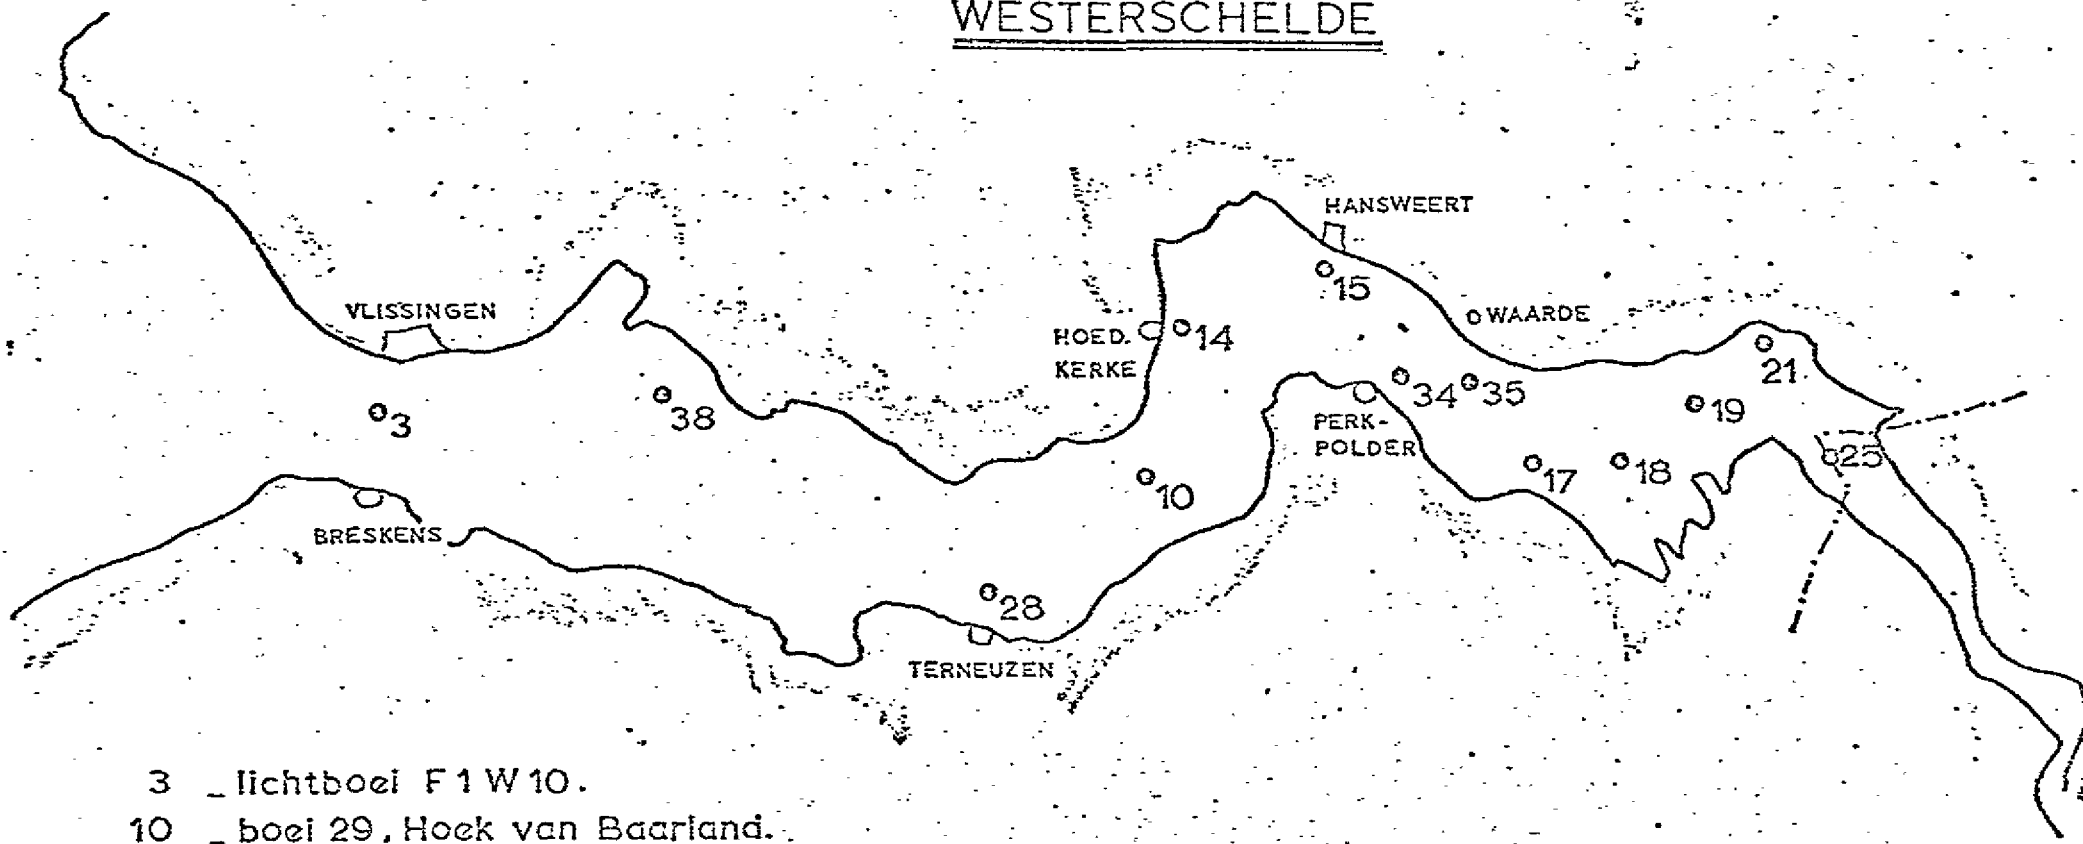 WESTERSCHELDE
HANSWEERT
15
VLISSINGEN
WAARDE
14
HOED.
KERKE
21
34
35
38
3
19
PERK-
POLDER
25
17
18
10
BRESKENS
28
TERNEUZEN
3 _ lichtboei F 1 W 10.
10 _ boei 29, Hoek van Baarland.